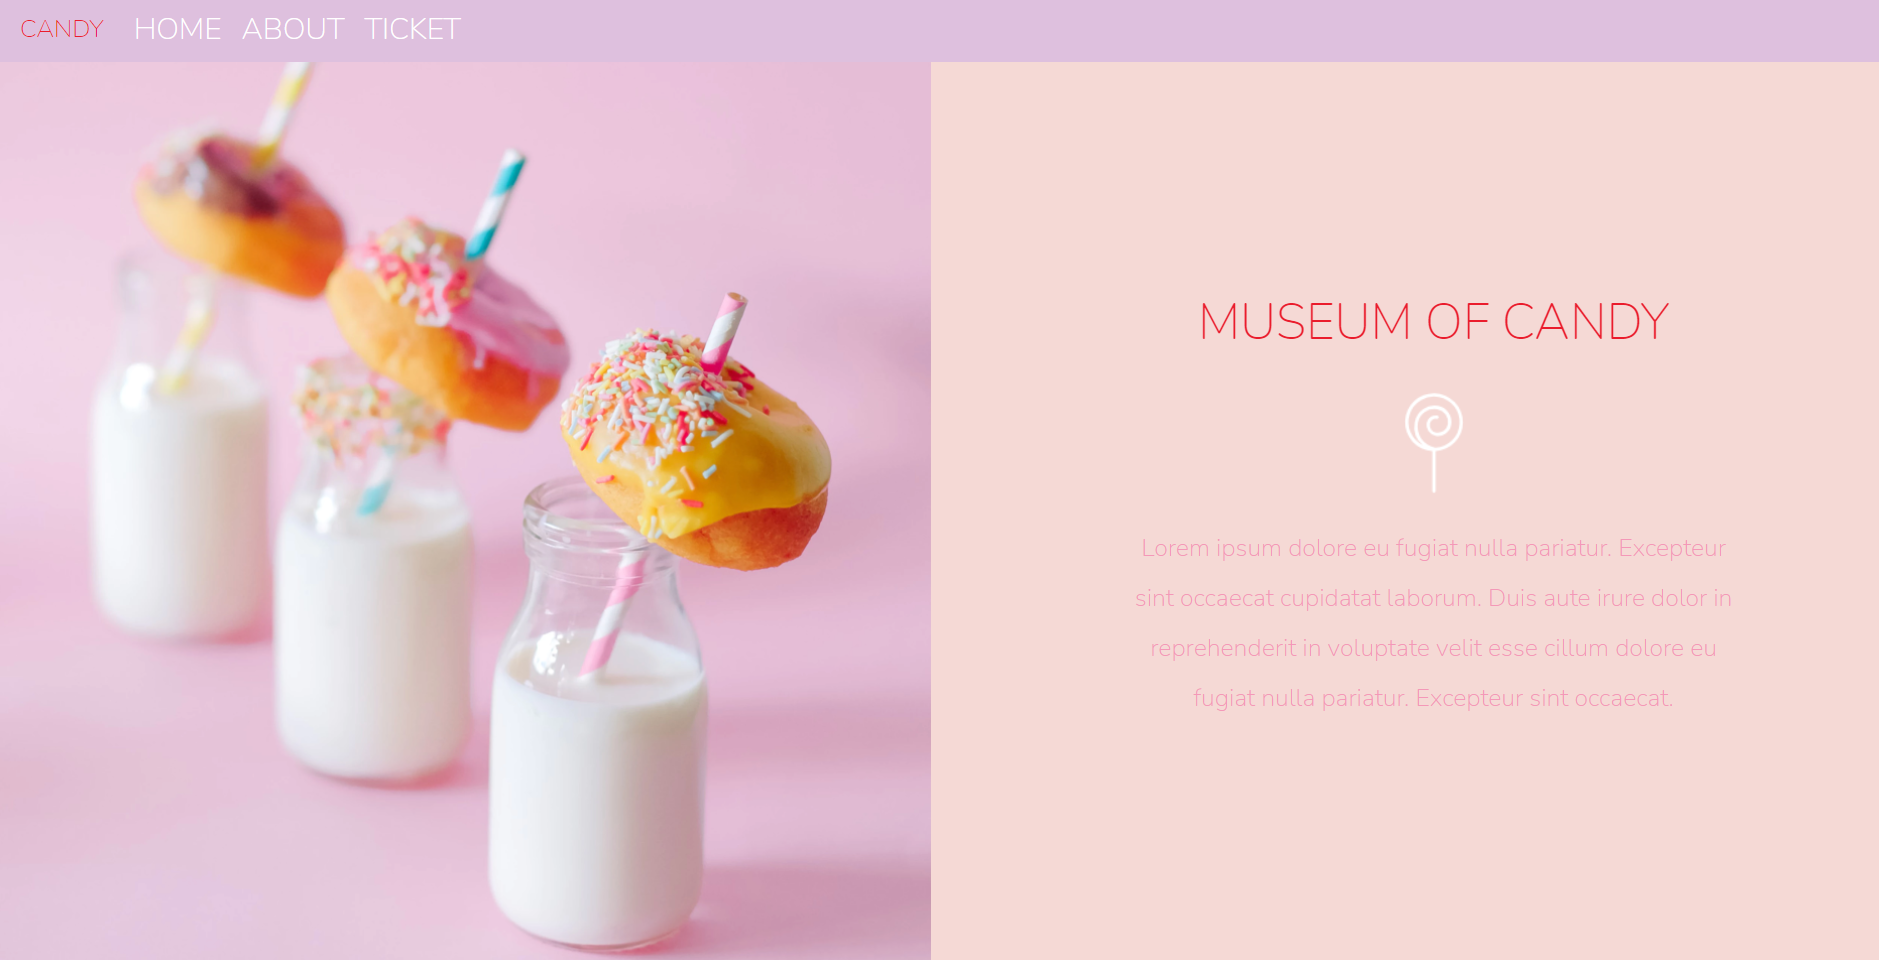 CANDY HOME ABOUT TICKET
MUSEUM OF CANDY
Lorem ipsum dolore eu fugiat nulla pariatur. Excepteur
sint occaecat cupidatat laborum. Duis aute irure dolor in
reprehenderit in voluptate velit esse cillum dolore eu
fugiat nulla pariatur. Excepteur sint occaecat.